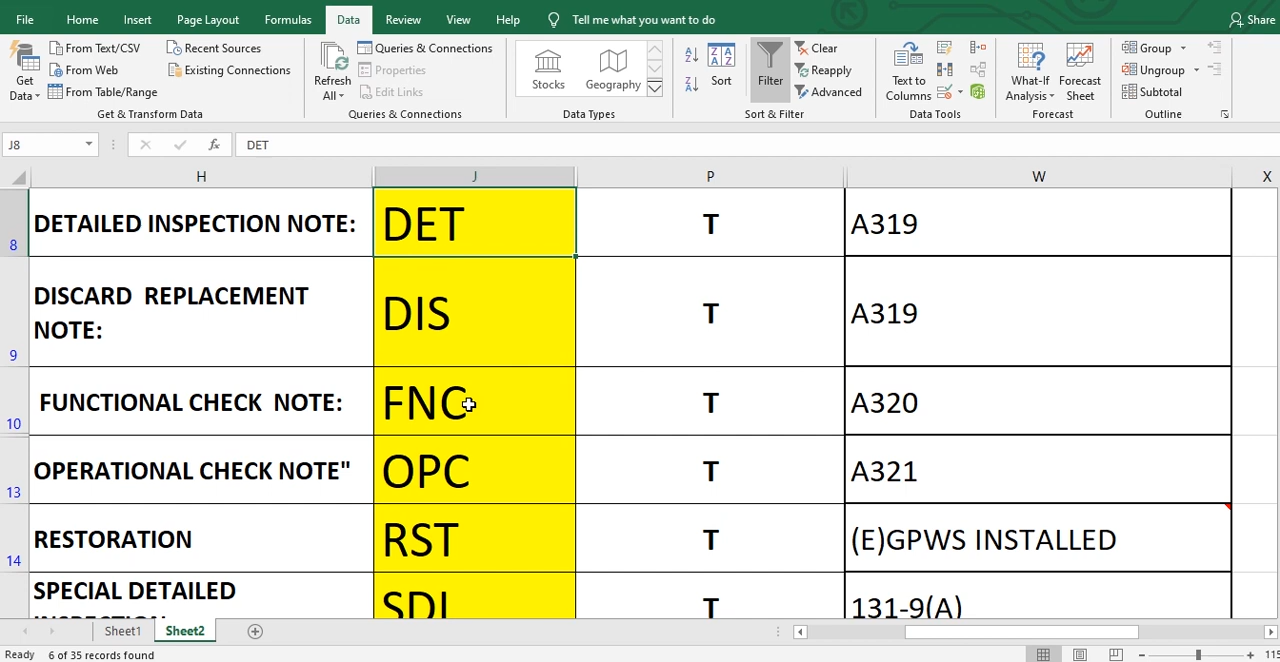 File Home Insert Page Layout Formulas Data Review View Help Tell me what you want to do Share
Get Data
From Text/CSV
From Web
From Table/Range
Recent Sources
Existing Connections
Get & Transform Data
Refresh All
Queries & Connections
Properties
Edit Links
Queries & Connections
Stocks Geography
Data Types
Sort
Filter
Clear
Reapply
Advanced
Sort & Filter
Text to Columns
Data Tools
What-If Analysis
Forecast Sheet
Forecast
Group
Ungroup
Subtotal
Outline
J8 fx DET
H J P W X
8 DETAILED INSPECTION NOTE: DET T A319
9 DISCARD REPLACEMENT NOTE: DIS T A319
10 FUNCTIONAL CHECK NOTE: FNC T A320
13 OPERATIONAL CHECK NOTE" OPC T A321
14 RESTORATION RST T (E)GPWS INSTALLED
SPECIAL DETAILED INSPECTION SDI T 131-9(A)
Sheet1 Sheet2
Ready 6 of 35 records found